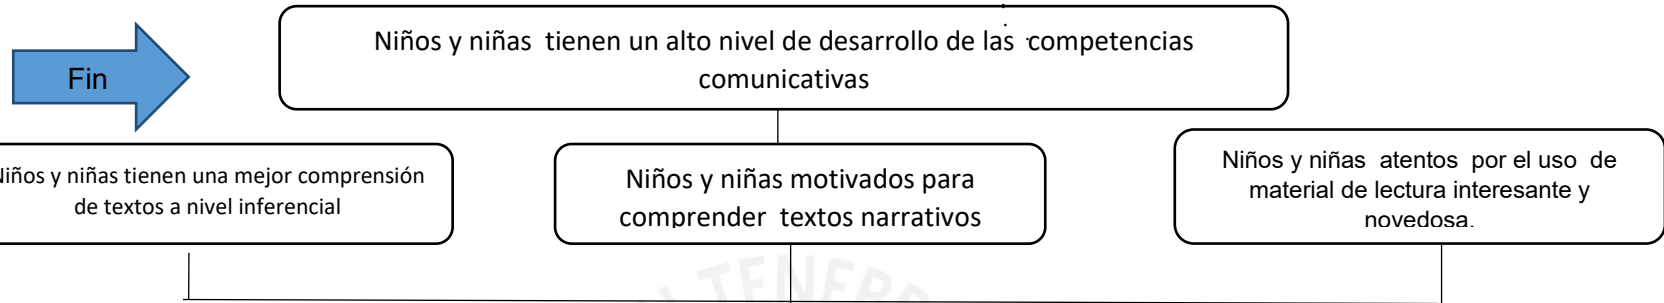 Niños y niñas tienen un alto nivel de desarrollo de las competencias
comunicativas
Fin
Niños y niñas tienen una mejor comprensión
de textos a nivel inferencial
Niños y niñas motivados para
comprender textos narrativos
Niños y niñas atentos por el uso de
material de lectura interesante y
novedosa.
TENEBR